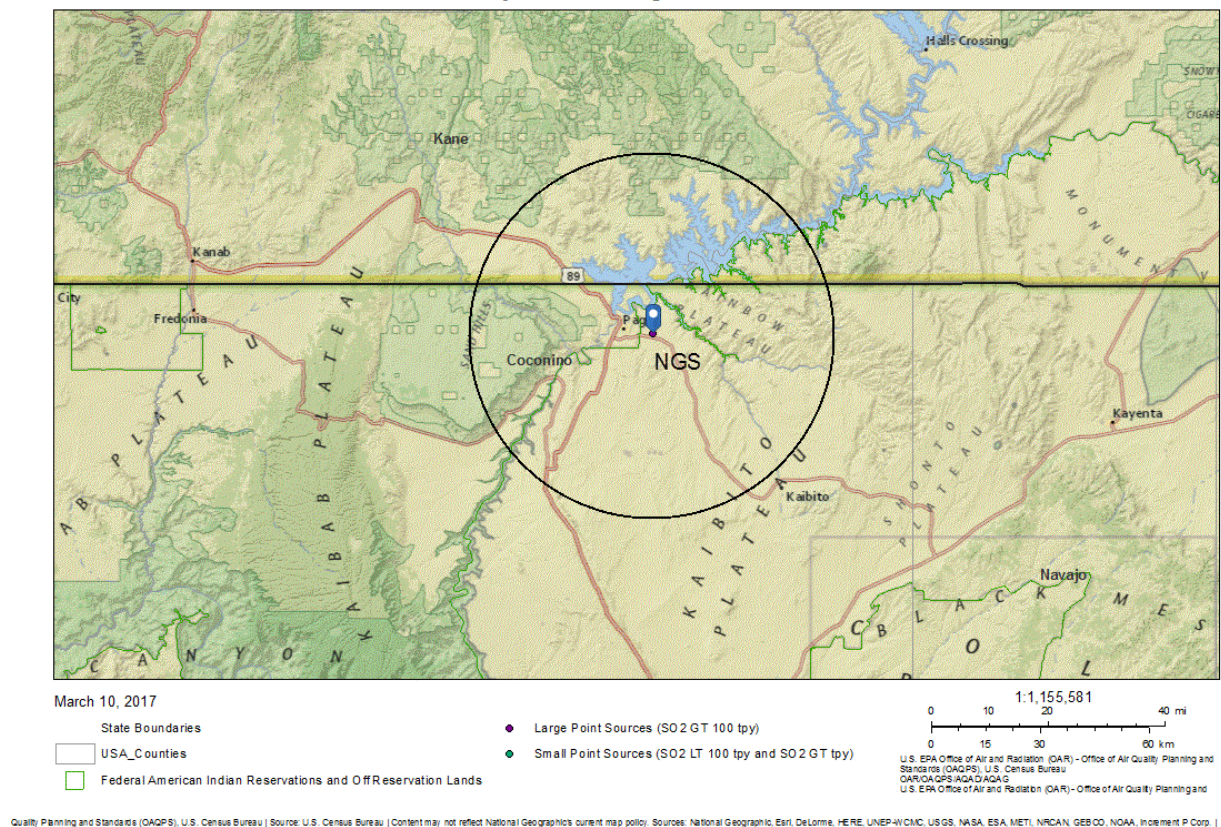 PLATEAU
Halls Crossing
SNOW
CIGARE
Kane
MONUMENT V
Kanab
89
City
Fredonia
SAND HILLS
Page
RAINBOW
PLATEAU
NGS
Coconino
AB PLATEAU
KAIBAB PLATEAU
Kayenta
KAIBITO
PLATEAU
Kaibito
SHONTO
PLATEAU
Navajo
BLACK MES
C O L
CANYON
March 10, 2017
State Boundaries
USA_Counties
Federal American Indian Reservations and Off Reservation Lands
Large Point Sources (SO2 GT 100 tpy)
Small Point Sources (SO2 LT 100 tpy and SO2 GT tpy)
1:1,155,581
0 10 20 40 mi
0 15 30 60 km
U.S. EPA Office of Air and Radiation (OAR) - Office of Air Quality Planning and
Standards (OAQPS), U.S. Census Bureau
OAR/OAQPS/AQAD/AQAG
U.S. EPA Office of Air and Radiation (OAR) - Office of Air Quality Planning and
Quality Planning and Standards (OAQPS), U.S. Census Bureau | Source: U.S. Census Bureau | Content may not reflect National Geographic's current map policy. Sources: National Geographic, Esri, DeLorme, HERE, UNEP-WCMC, USGS, NASA, ESA, METI, NRCAN, GEBCO, NOAA, Increment P Corp. |